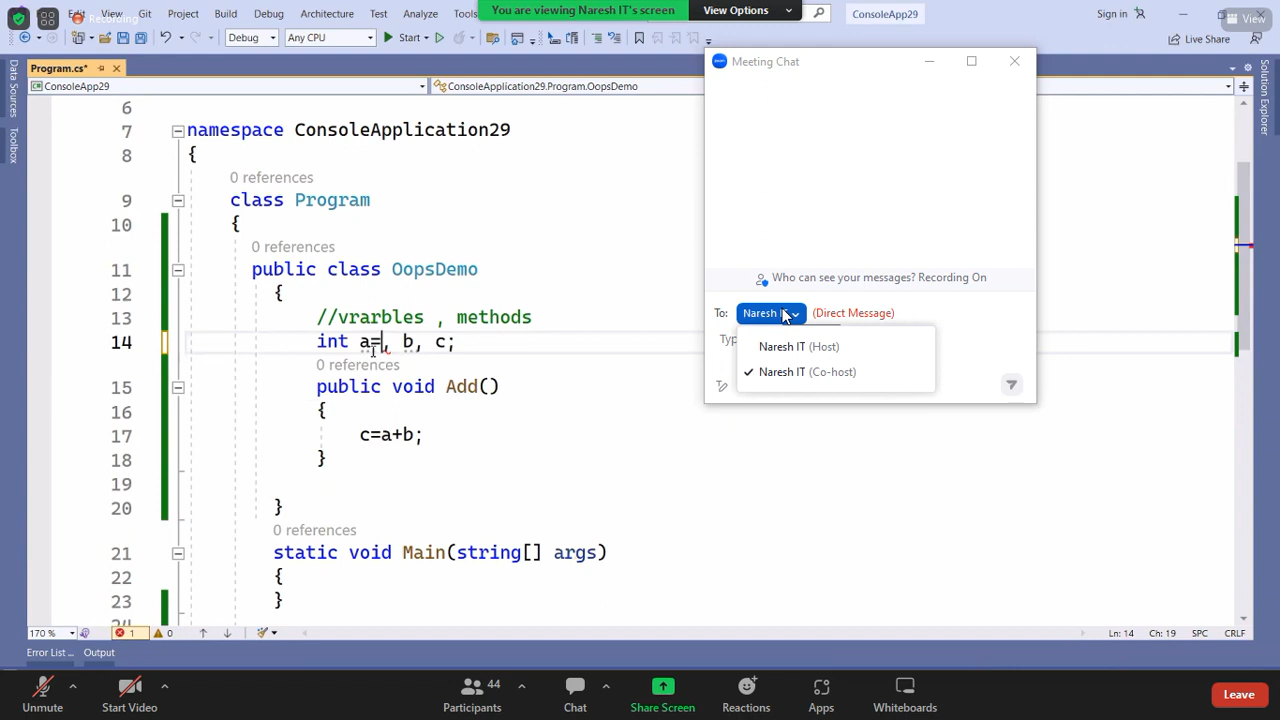 Recording
You are viewing Naresh IT's screen
View Options
Project
Build
Debug
Architecture
Test
Analyze
ConsoleApp29
Sign in
View
Debug
Any CPU
Start
Live Share
Program.cs*
ConsoleApp29
ConsoleApplication29.Program.OopsDemo
Data Sources
Toolbox
Solution Explorer
6
7 namespace ConsoleApplication29
8 {
0 references
9 class Program
10 {
0 references
11 public class OopsDemo
12 {
13 //vrarbles , methods
14 int a=, b, c;
0 references
15 public void Add()
16 {
17 c=a+b;
18 }
19
20 }
0 references
21 static void Main(string[] args)
22 {
23 }
24
Meeting Chat
Who can see your messages? Recording On
To: Naresh IT (Direct Message)
Naresh IT (Host)
Naresh IT (Co-host)
170 %
1
0
Ln: 14
Ch: 19
SPC
CRLF
Error List ...
Output
Unmute
Start Video
44
Participants
Chat
Share Screen
Reactions
Apps
Whiteboards
Leave